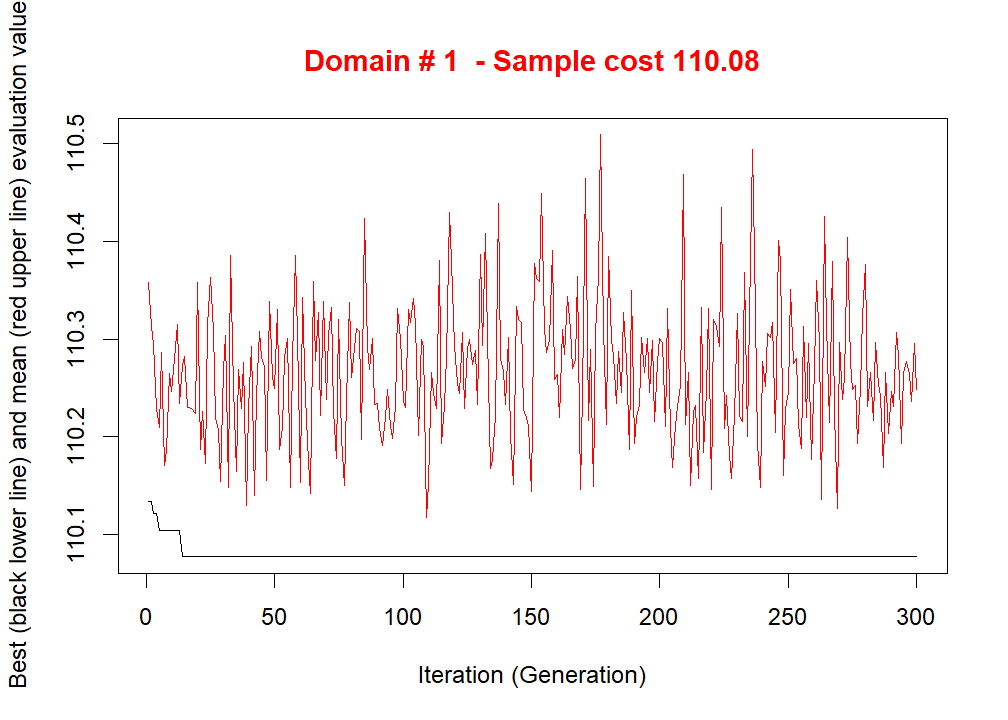 Domain # 1  - Sample cost 110.08
Best (black lower line) and mean (red upper line) evaluation value
110.5
110.4
110.3
110.2
110.1
0 50 100 150 200 250 300
Iteration (Generation)